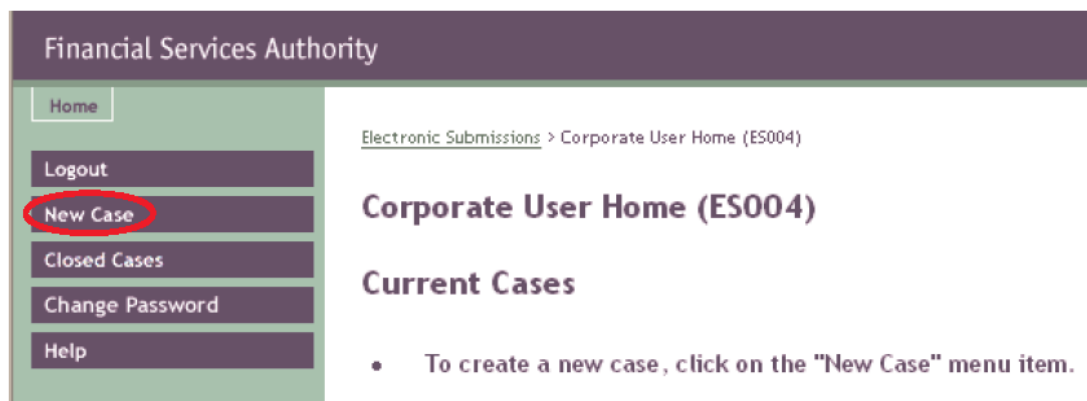 Financial Services Authority
Home
Logout
New Case
Closed Cases
Change Password
Help
Electronic Submissions > Corporate User Home (ES004)
Corporate User Home (ES004)
Current Cases
• To create a new case, click on the "New Case" menu item.